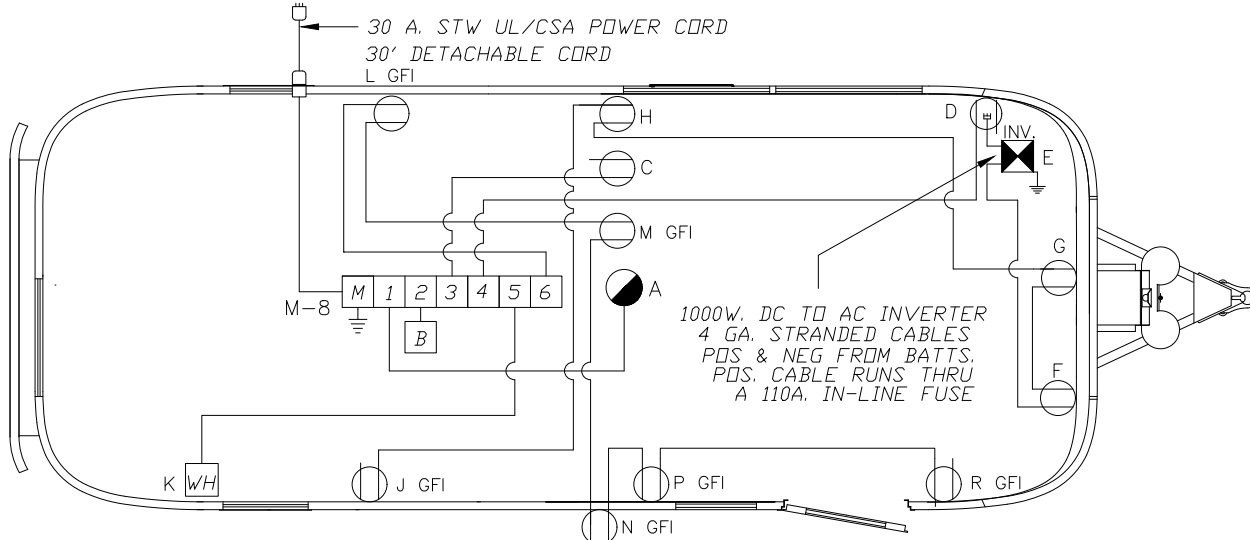 30 A. STW UL/CSA POWER CORD
30' DETACHABLE CORD
L GFI
H
D
INV.
E
C
M GFI
G
A
M-8
M 1 2 3 4 5 6
B
1000W. DC TO AC INVERTER
4 GA. STRANDED CABLES
POS & NEG FROM BATTS.
POS. CABLE RUNS THRU
A 110A. IN-LINE FUSE
F
K
WH
J GFI
P GFI
R GFI
N GFI